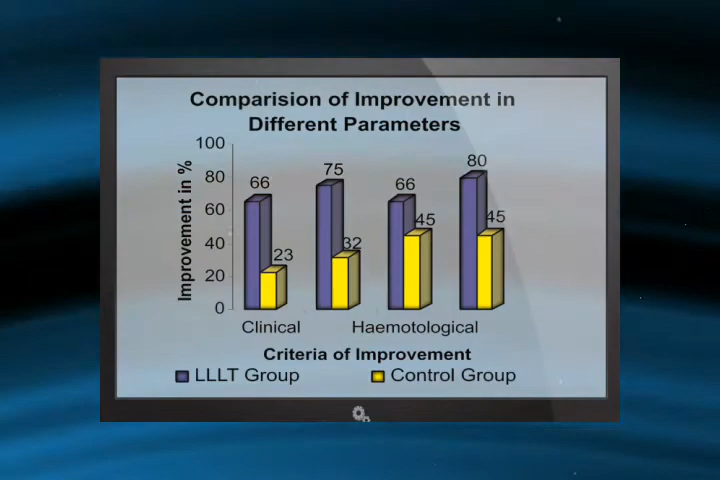 Comparision of Improvement in
Different Parameters
Improvement in %
100
80
60
40
20
0
66
23
75
32
66
45
80
45
Clinical
Haemotological
Criteria of Improvement
LLLT Group
Control Group